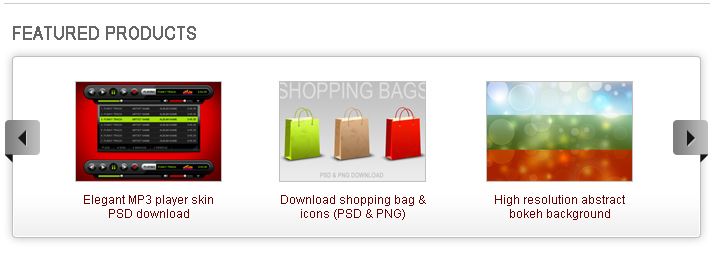 FEATURED PRODUCTS
SHOPPING BAGS
PSD & PNG DOWNLOAD
Elegant MP3 player skin
PSD download
Download shopping bag &
icons (PSD & PNG)
High resolution abstract
bokeh background